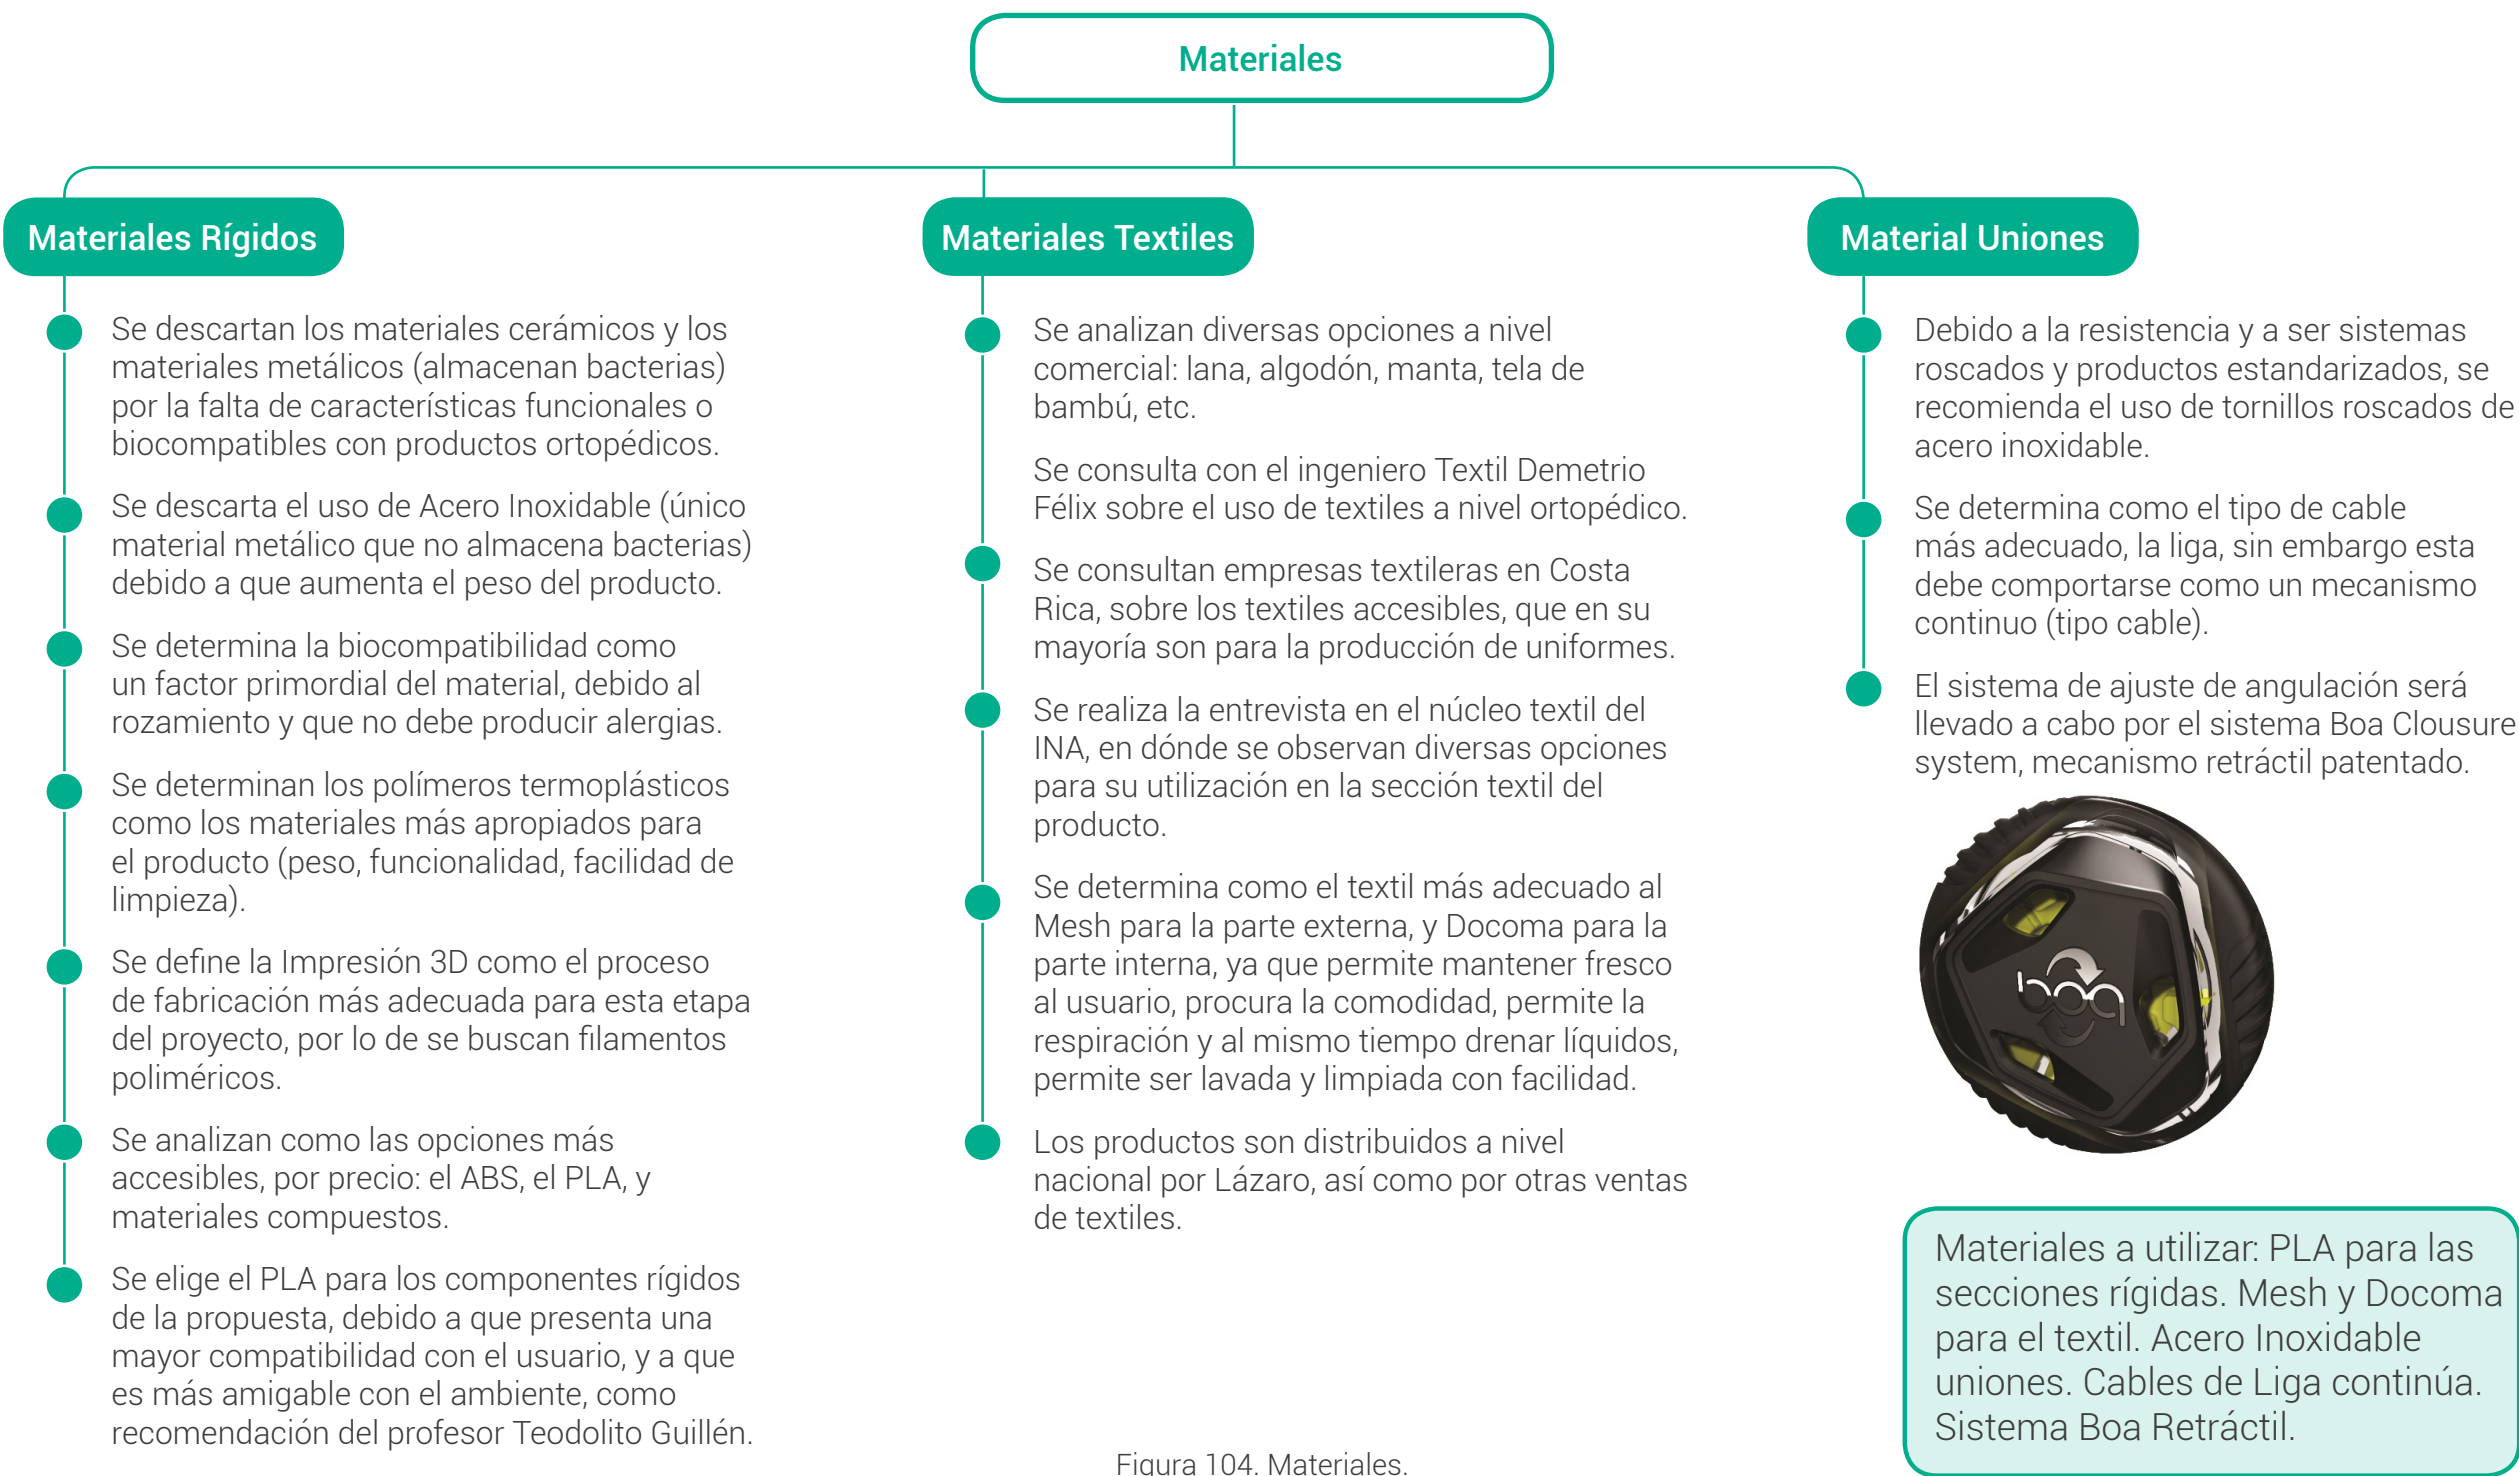 Materiales
Materiales Rígidos
Se descartan los materiales cerámicos y los
materiales metálicos (almacenan bacterias)
por la falta de características funcionales o
biocompatibles con productos ortopédicos.
Se descarta el uso de Acero Inoxidable (único
material metálico que no almacena bacterias)
debido a que aumenta el peso del producto.
Se determina la biocompatibilidad como
un factor primordial del material, debido al
rozamiento y que no debe producir alergias.
Se determinan los polímeros termoplásticos
como los materiales más apropiados para
el producto (peso, funcionalidad, facilidad de
limpieza).
Se define la Impresión 3D como el proceso
de fabricación más adecuada para esta etapa
del proyecto, por lo de se buscan filamentos
poliméricos.
Se analizan como las opciones más
accesibles, por precio: el ABS, el PLA, y
materiales compuestos.
Se elige el PLA para los componentes rígidos
de la propuesta, debido a que presenta una
mayor compatibilidad con el usuario, y a que
es más amigable con el ambiente, como
recomendación del profesor Teodolito Guillén.
Materiales Textiles
Se analizan diversas opciones a nivel
comercial: lana, algodón, manta, tela de
bambú, etc.
Se consulta con el ingeniero Textil Demetrio
Félix sobre el uso de textiles a nivel ortopédico.
Se consultan empresas textileras en Costa
Rica, sobre los textiles accesibles, que en su
mayoría son para la producción de uniformes.
Se realiza la entrevista en el núcleo textil del
INA, en dónde se observan diversas opciones
para su utilización en la sección textil del
producto.
Se determina como el textil más adecuado al
Mesh para la parte externa, y Docoma para la
parte interna, ya que permite mantener fresco
al usuario, procura la comodidad, permite la
respiración y al mismo tiempo drenar líquidos,
permite ser lavada y limpiada con facilidad.
Los productos son distribuidos a nivel
nacional por Lázaro, así como por otras ventas
de textiles.
Material Uniones
Debido a la resistencia y a ser sistemas
roscados y productos estandarizados, se
recomienda el uso de tornillos roscados de
acero inoxidable.
Se determina como el tipo de cable
más adecuado, la liga, sin embargo esta
debe comportarse como un mecanismo
continuo (tipo cable).
El sistema de ajuste de angulación será
llevado a cabo por el sistema Boa Clousure
system, mecanismo retráctil patentado.
boa
Materiales a utilizar: PLA para las
secciones rígidas. Mesh y Docoma
para el textil. Acero Inoxidable
uniones. Cables de Liga continúa.
Sistema Boa Retráctil.
Figura 104. Materiales.